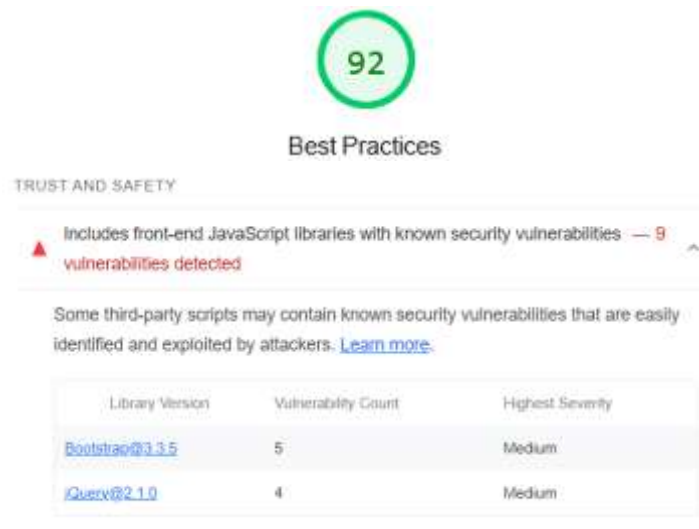 92
Best Practices
TRUST AND SAFETY
Includes front-end JavaScript libraries with known security vulnerabilities — 9
vulnerabilities detected
Some third-party scripts may contain known security vulnerabilities that are easily
identified and exploited by attackers. Learn more.
Library Version Vulnerability Count Highest Severity
Bootstrap@3.3.5 5 Medium
jQuery@2.1.0 4 Medium